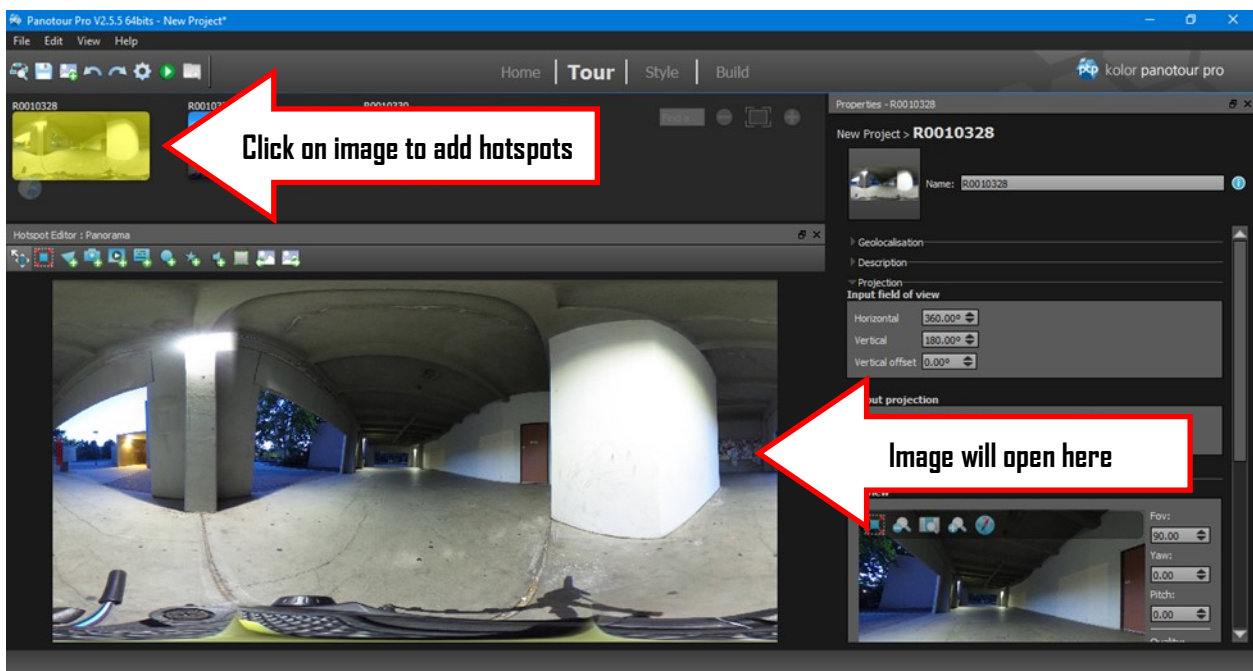 Panotour Pro V2.5.5 64bits - New Project*
File Edit View Help
Home Tour Style Build
ptp kolor panotour pro
R0010328
Click on image to add hotspots
Properties - R0010328
New Project > R0010328
Name: R0010328
Hotspot Editor : Panorama
Geolocalisation
Description
Projection
Input field of view
Horizontal 360.00°
Vertical 180.00°
Vertical offset 0.00°
projection
Image will open here
Fov:
90.00
Yaw:
0.00
Pitch:
0.00